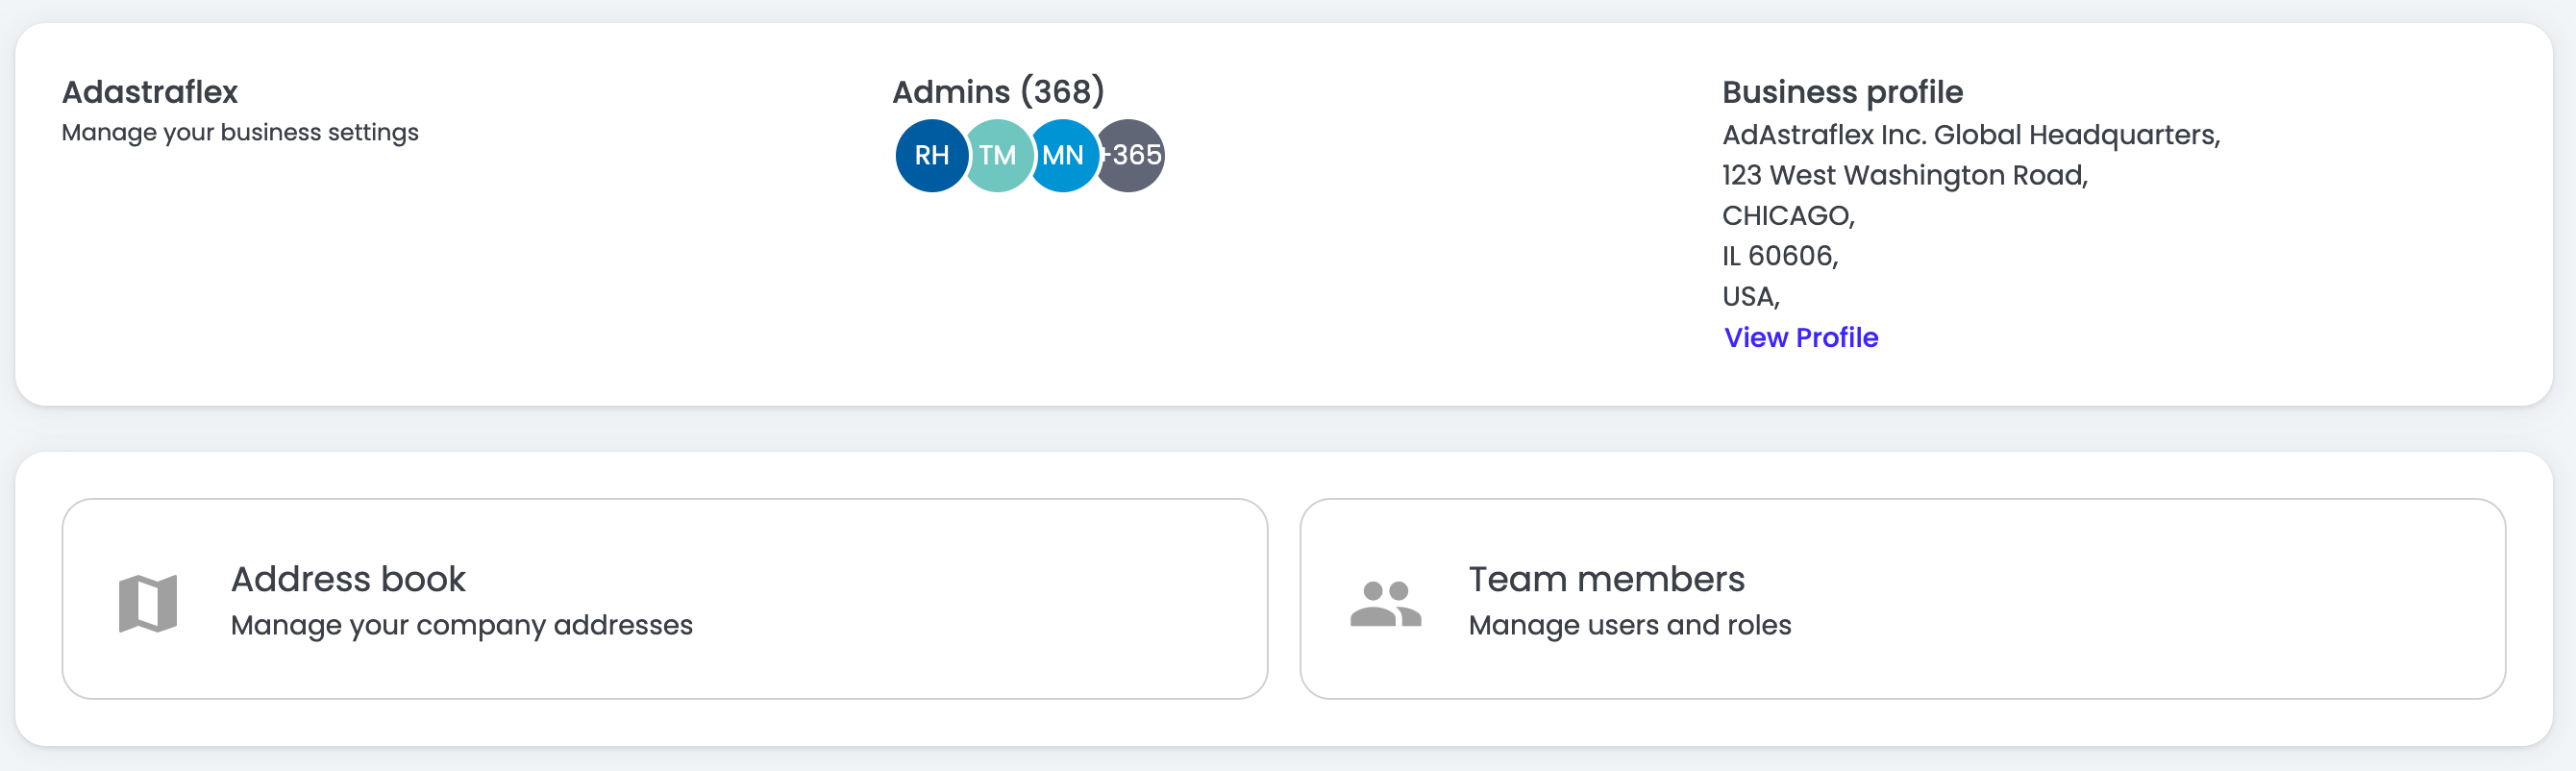 Adastraflex
Manage your business settings
Admins (368)
RH TM MN +365
Business profile
AdAstraflex Inc. Global Headquarters,
123 West Washington Road,
CHICAGO,
IL 60606,
USA,
View Profile
Address book
Manage your company addresses
Team members
Manage users and roles